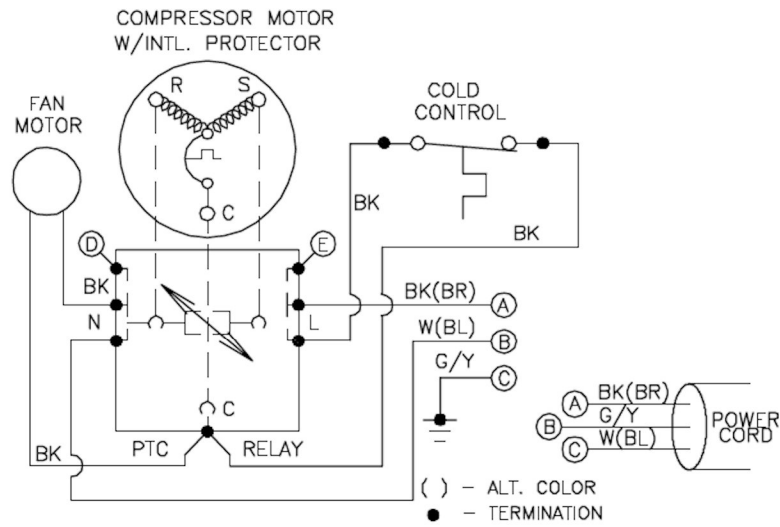 COMPRESSOR MOTOR
W/INTL. PROTECTOR
R S
FAN
MOTOR
COLD
CONTROL
C
BK
D E
BK
BK
BK(BR) A
N L
W(BL) B
G/Y
C
A BK(BR)
G/Y
B
W(BL)
C
POWER
CORD
C
BK PTC RELAY
( ) - ALT. COLOR
● - TERMINATION